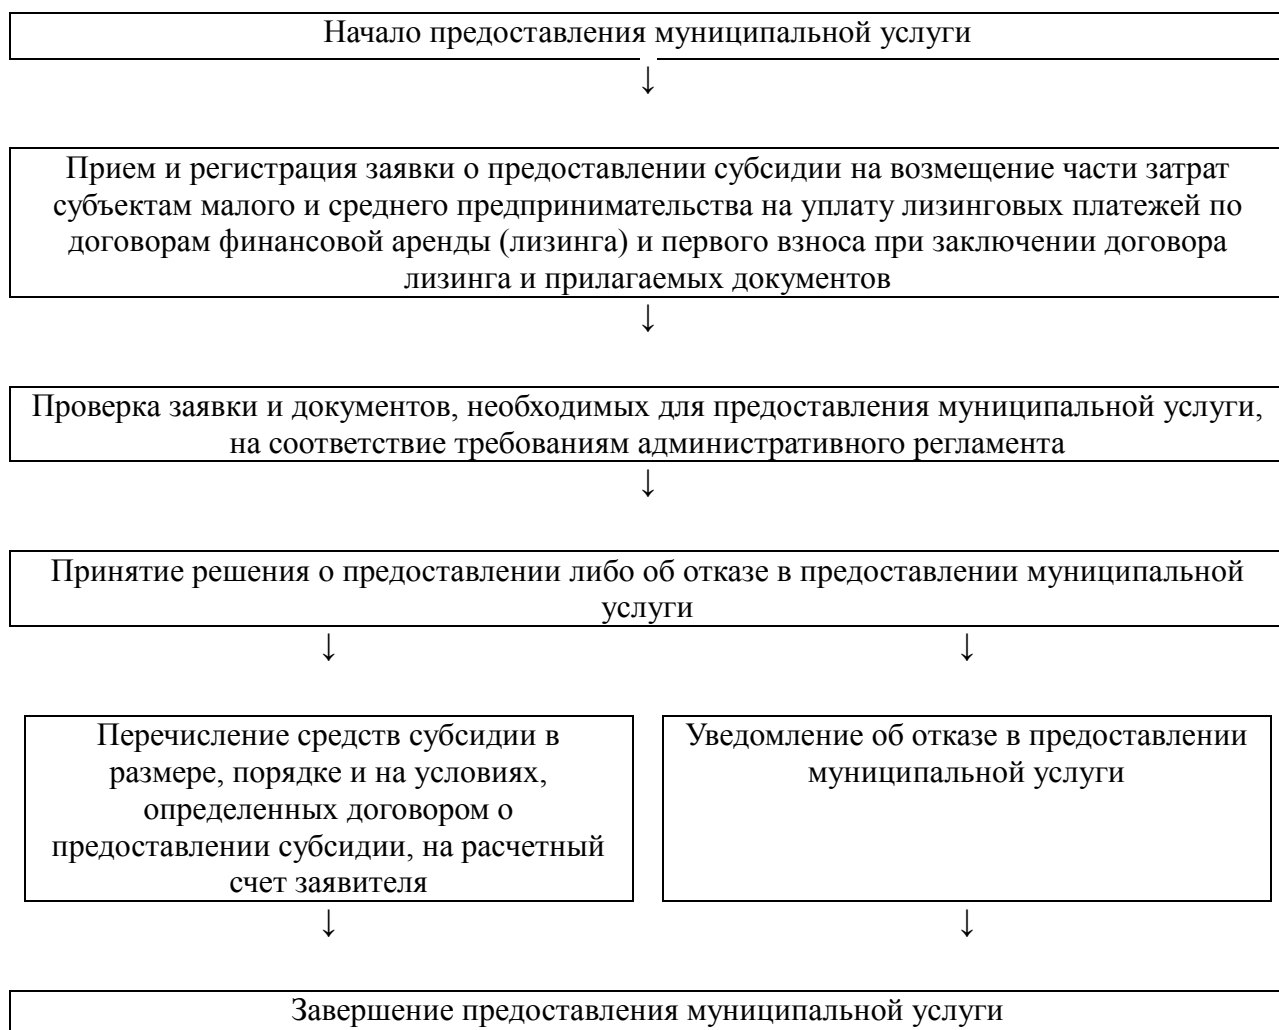 Начало предоставления муниципальной услуги
↓
Прием и регистрация заявки о предоставлении субсидии на возмещение части затрат
субъектам малого и среднего предпринимательства на уплату лизинговых платежей по
договорам финансовой аренды (лизинга) и первого взноса при заключении договора
лизинга и прилагаемых документов
↓
Проверка заявки и документов, необходимых для предоставления муниципальной услуги,
на соответствие требованиям административного регламента
↓
Принятие решения о предоставлении либо об отказе в предоставлении муниципальной
услуги
↓ ↓
Перечисление средств субсидии в
размере, порядке и на условиях,
определенных договором о
предоставлении субсидии, на расчетный
счет заявителя
Уведомление об отказе в предоставлении
муниципальной услуги
↓ ↓
Завершение предоставления муниципальной услуги